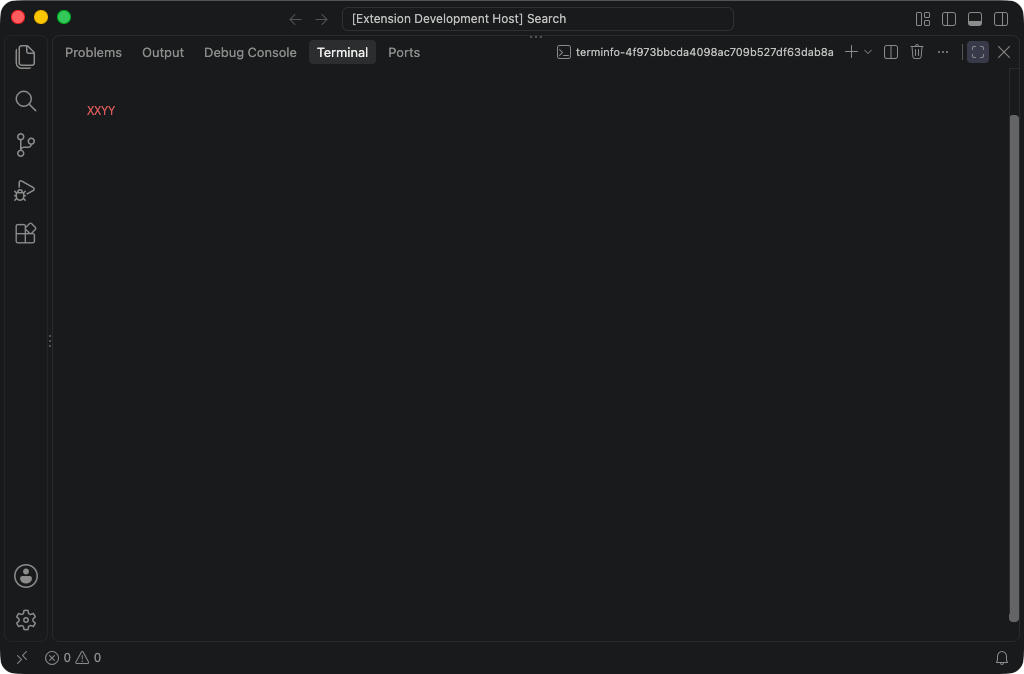 [Extension Development Host] Search
Problems Output Debug Console Terminal Ports terminfo-4f973bbcda4098ac709b527df63dab8a
XXYY
0 0